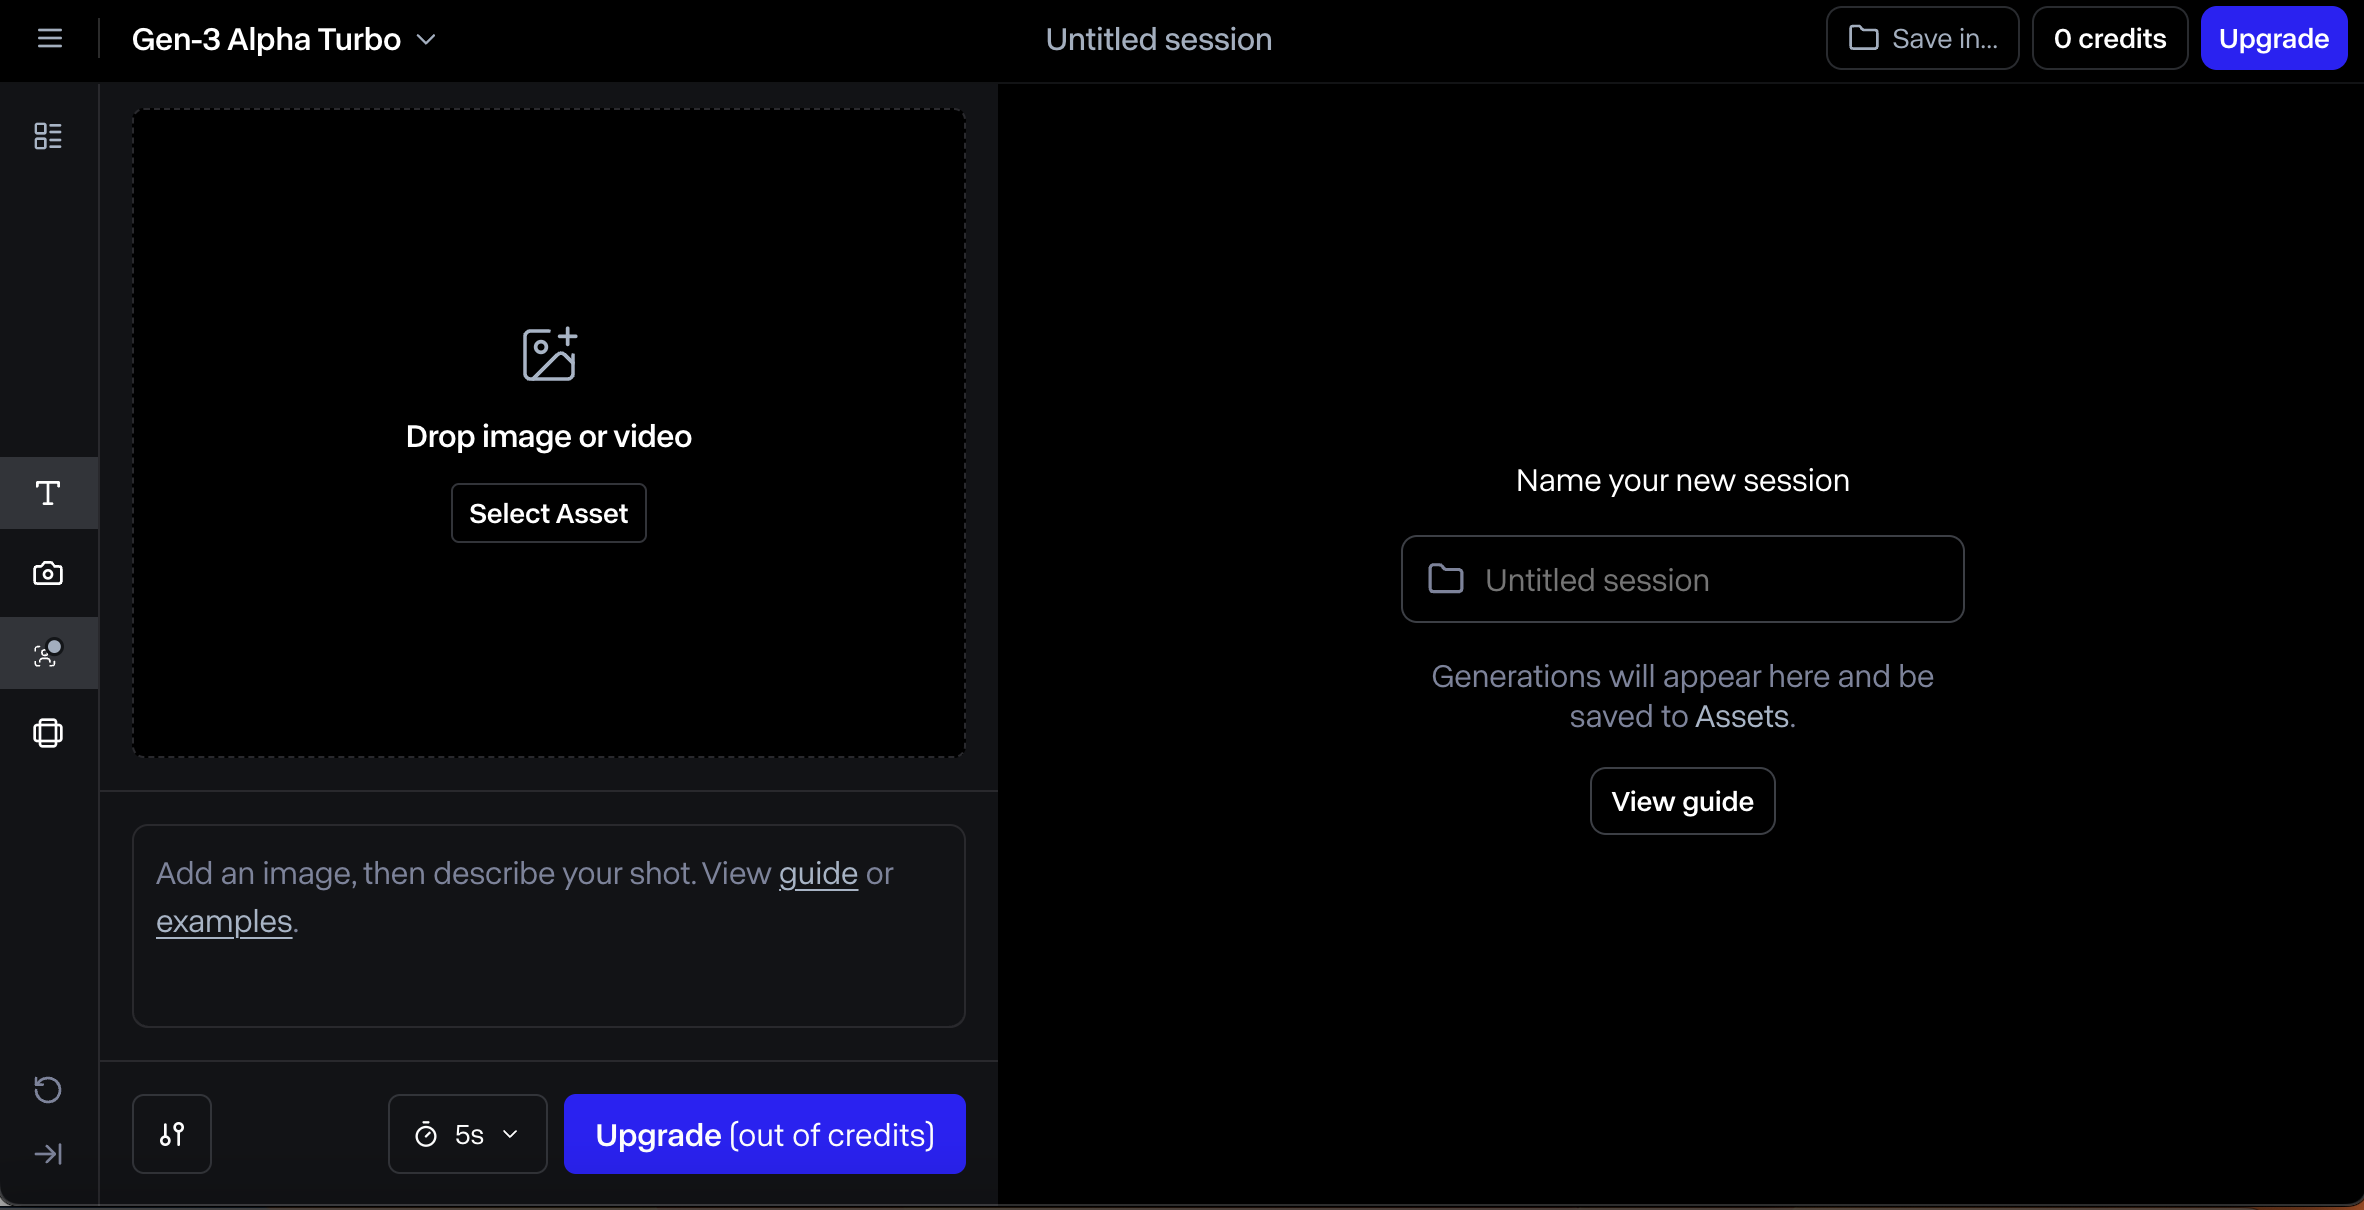 Gen-3 Alpha Turbo
Untitled session
Save in...
0 credits
Upgrade
Drop image or video
Select Asset
Add an image, then describe your shot. View guide or
examples.
5s
Upgrade (out of credits)
Name your new session
Untitled session
Generations will appear here and be
saved to Assets.
View guide